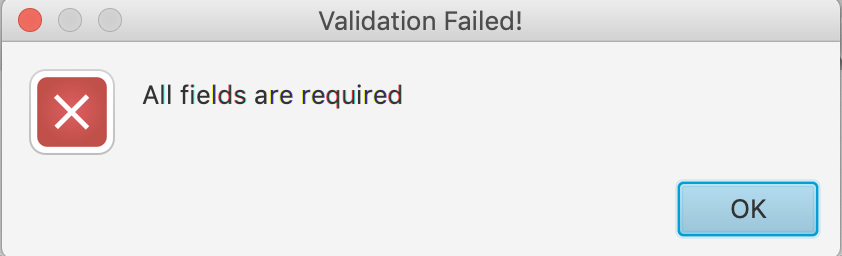 Validation Failed!
All fields are required
OK